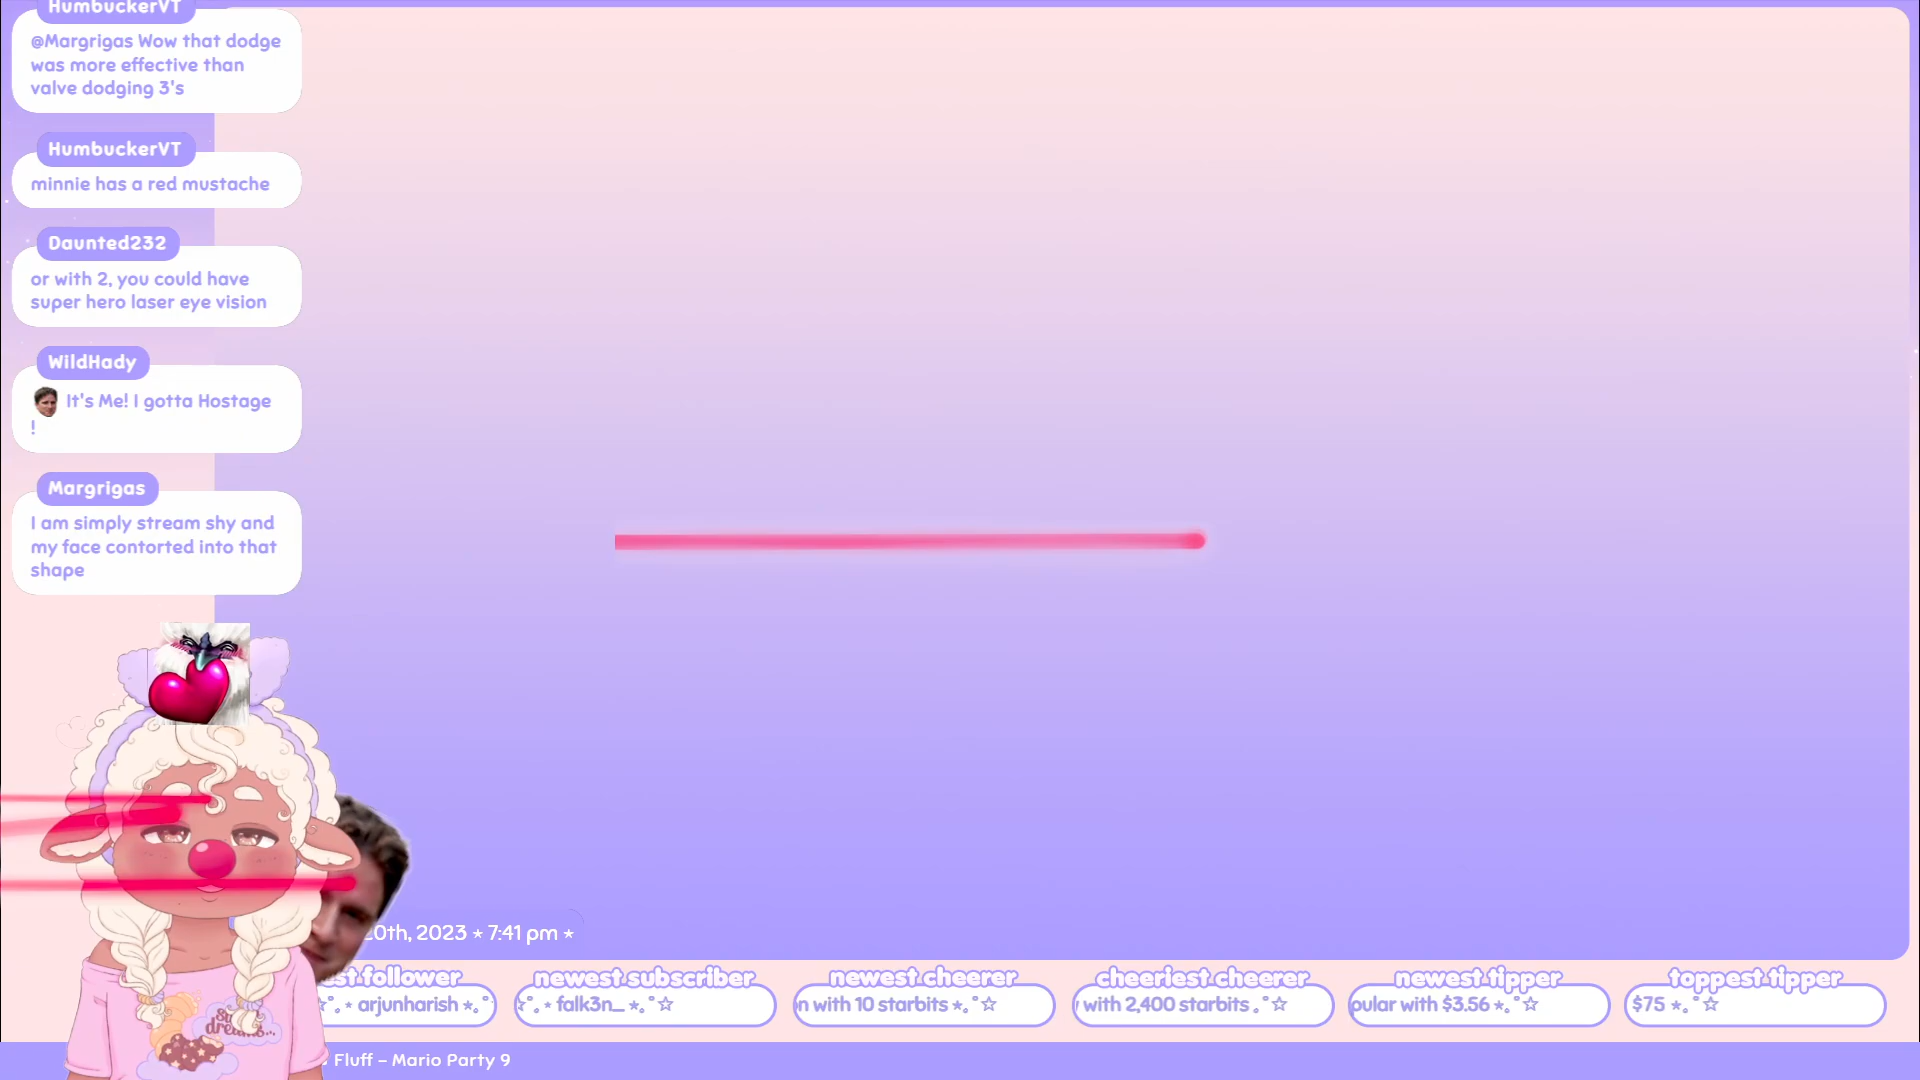 HumbuckerVT
@Margrigas Wow that dodge
was more effective than
valve dodging 3's
HumbuckerVT
minnie has a red mustache
Daunted232
or with 2, you could have
super hero laser eye vision
WildHady
It's Me! I gotta Hostage
!
Margrigas
I am simply stream shy and
my face contorted into that
shape
20th, 2023 ⋆ 7:41 pm ⋆
est follower
newest subscriber
newest cheerer
cheeriest cheerer
newest tipper
toppest tipper
⋆ arjunharish ⋆｡˚
☆˚｡⋆ falk3n_ ⋆｡˚☆
n with 10 starbits ⋆｡˚☆
with 2,400 starbits ｡˚☆
pular with $3.56 ⋆｡˚☆
$75 ⋆｡˚☆
Fluff - Mario Party 9